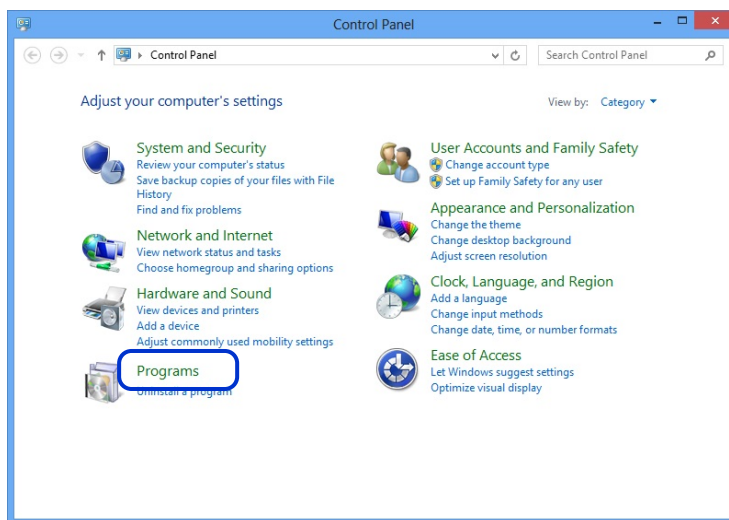 Control Panel
Control Panel
Search Control Panel
Adjust your computer's settings
View by: Category
System and Security
Review your computer's status
Save backup copies of your files with File
History
Find and fix problems
Network and Internet
View network status and tasks
Choose homegroup and sharing options
Hardware and Sound
View devices and printers
Add a device
Adjust commonly used mobility settings
Programs
Uninstall a program
User Accounts and Family Safety
Change account type
Set up Family Safety for any user
Appearance and Personalization
Change the theme
Change desktop background
Adjust screen resolution
Clock, Language, and Region
Add a language
Change input methods
Change date, time, or number formats
Ease of Access
Let Windows suggest settings
Optimize visual display